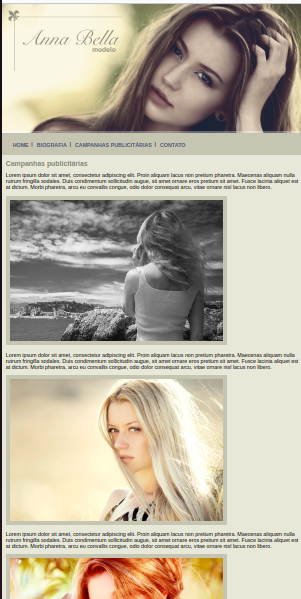 Anna Bella
modelo
HOME | BIOGRAFIA | CAMPANHAS PUBLICITÁRIAS | CONTATO
Campanhas publicitárias
Lorem ipsum dolor sit amet, consectetur adipiscing elit. Proin aliquam lacus non pretium pharetra. Maecenas aliquam nulla
rutrum fringilla sodales. Duis condimentum sollicitudin augue, sit amet ornare eros pretium sit amet. Fusce lacinia aliquet est
at dictum. Morbi pharetra, arcu eu convallis congue, odio dolor consequat arcu, vitae ornare nisl lacus non libero.
Lorem ipsum dolor sit amet, consectetur adipiscing elit. Proin aliquam lacus non pretium pharetra. Maecenas aliquam nulla
rutrum fringilla sodales. Duis condimentum sollicitudin augue, sit amet ornare eros pretium sit amet. Fusce lacinia aliquet est
at dictum. Morbi pharetra, arcu eu convallis congue, odio dolor consequat arcu, vitae ornare nisl lacus non libero.
Lorem ipsum dolor sit amet, consectetur adipiscing elit. Proin aliquam lacus non pretium pharetra. Maecenas aliquam nulla
rutrum fringilla sodales. Duis condimentum sollicitudin augue, sit amet ornare eros pretium sit amet. Fusce lacinia aliquet est
at dictum. Morbi pharetra, arcu eu convallis congue, odio dolor consequat arcu, vitae ornare nisl lacus non libero.